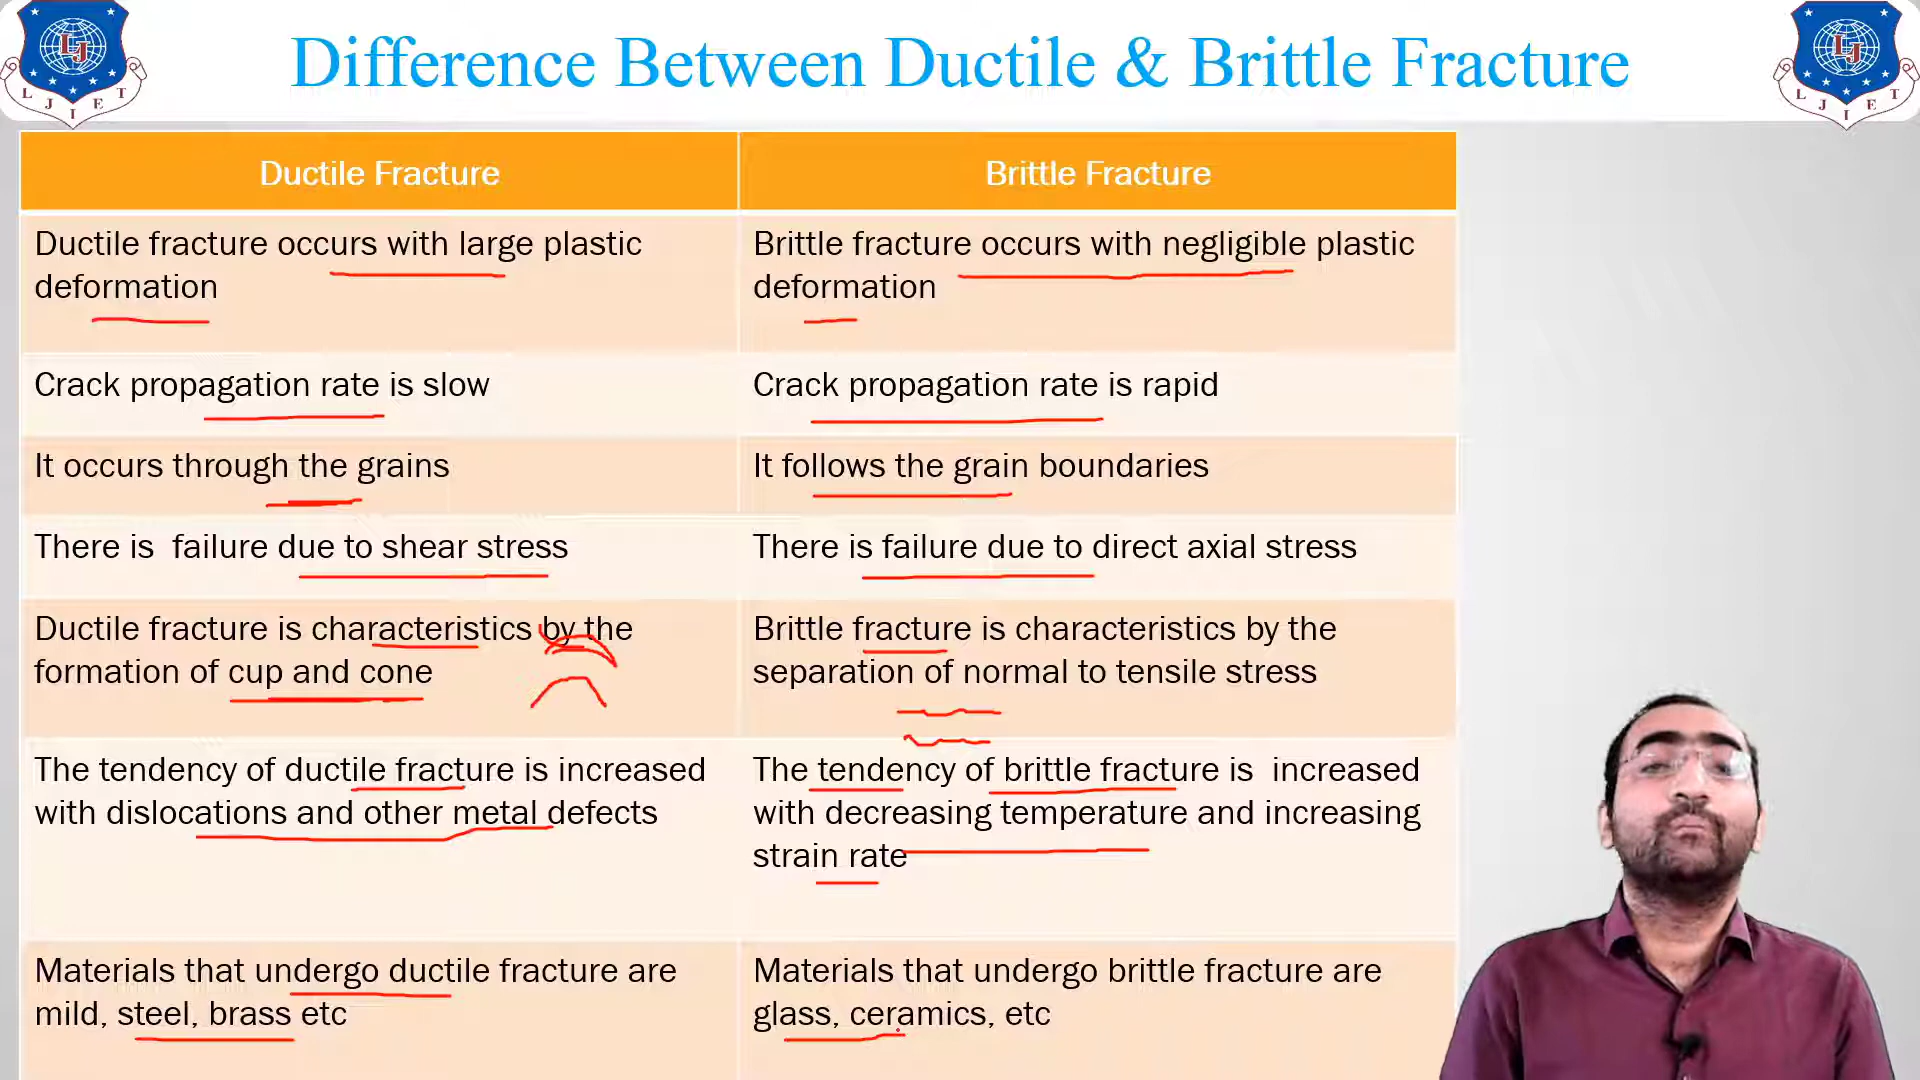 Difference Between Ductile & Brittle Fracture
LJ
L J I E T
LJ
L J I E T
Ductile Fracture
Brittle Fracture
Ductile fracture occurs with large plastic
deformation
Brittle fracture occurs with negligible plastic
deformation
Crack propagation rate is slow
Crack propagation rate is rapid
It occurs through the grains
It follows the grain boundaries
There is  failure due to shear stress
There is failure due to direct axial stress
Ductile fracture is characteristics by the
formation of cup and cone
Brittle fracture is characteristics by the
separation of normal to tensile stress
The tendency of ductile fracture is increased
with dislocations and other metal defects
The tendency of brittle fracture is  increased
with decreasing temperature and increasing
strain rate
Materials that undergo ductile fracture are
mild, steel, brass etc
Materials that undergo brittle fracture are
glass, ceramics, etc